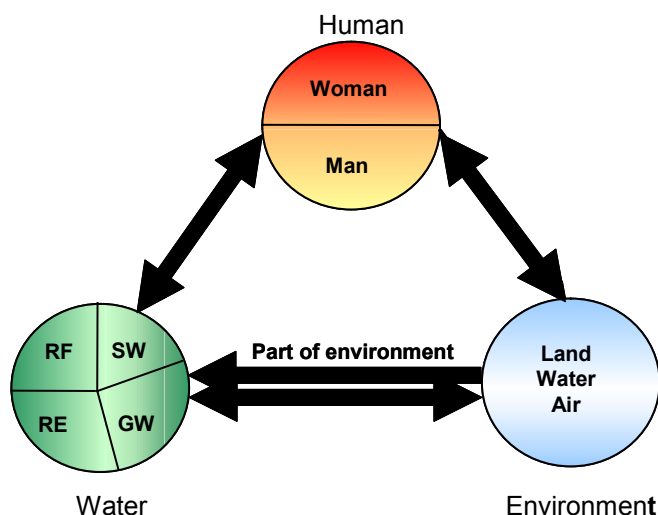 Human
Woman
Man
RF
SW
RE
GW
Part of environment
Land
Water
Air
Water
Environment